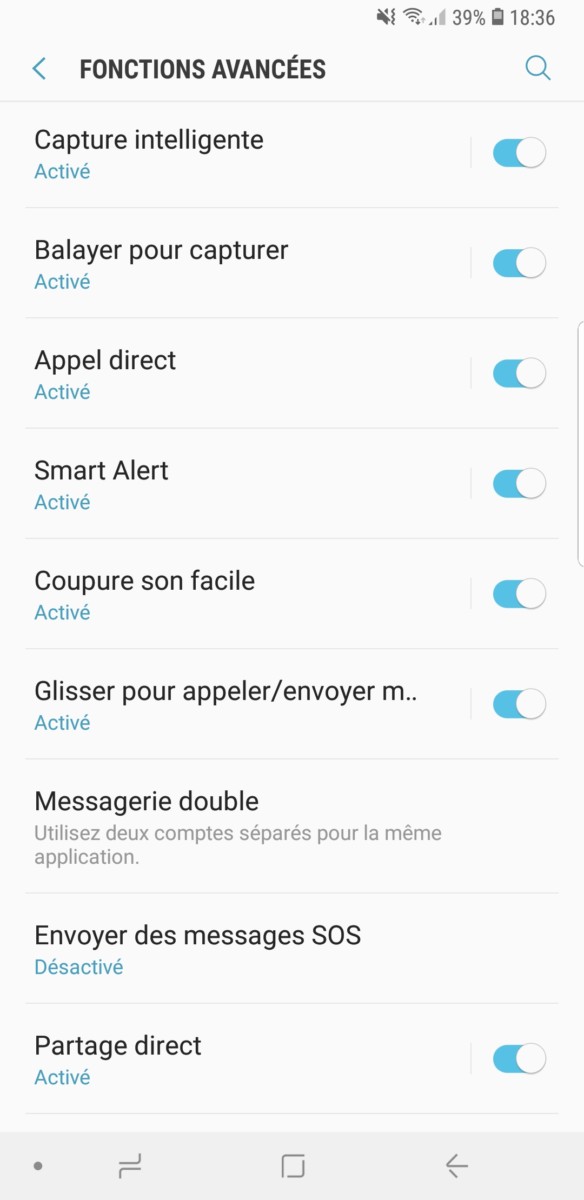 39% 18:36
FONCTIONS AVANCÉES
Capture intelligente
Activé
Balayer pour capturer
Activé
Appel direct
Activé
Smart Alert
Activé
Coupure son facile
Activé
Glisser pour appeler/envoyer m..
Activé
Messagerie double
Utilisez deux comptes séparés pour la même
application.
Envoyer des messages SOS
Désactivé
Partage direct
Activé